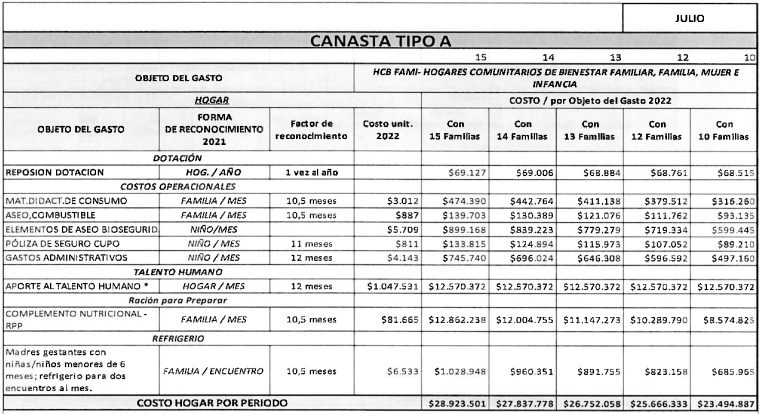 JULIO
CANASTA TIPO A
15 14 13 12 10
OBJETO DEL GASTO
HCB FAMI- HOGARES COMUNITARIOS DE BIENESTAR FAMILIAR, FAMILIA, MUJER E
INFANCIA
HOGAR
COSTO / por Objeto del Gasto 2022
OBJETO DEL GASTO
FORMA
DE RECONOCIMIENTO
2021
Factor de
reconocimiento
Costo unit.
2022
Con
15 Familias
Con
14 Familias
Con
13 Familias
Con
12 Familias
Con
10 Familias
DOTACIÓN
REPOSION DOTACION HOG. / AÑO 1 vez al año $69.127 $69.006 $68.884 $68.761 $68.515
COSTOS OPERACIONALES
MAT.DIDACT.DE CONSUMO FAMILIA / MES 10,5 meses $3.012 $474.390 $442.764 $411.138 $379.512 $316.260
ASEO,COMBUSTIBLE FAMILIA / MES 10,5 meses $887 $139.703 $130.389 $121.076 $111.762 $93.135
ELEMENTOS DE ASEO BIOSEGURID. NIÑO/MES $5.709 $899.168 $839.223 $779.279 $719.334 $599.445
PÓLIZA DE SEGURO CUPO NIÑO / MES 11 meses $811 $133.815 $124.894 $115.973 $107.052 $89.210
GASTOS ADMINISTRATIVOS NIÑO / MES 12 meses $4.143 $745.740 $696.024 $646.308 $596.592 $497.160
TALENTO HUMANO
APORTE AL TALENTO HUMANO * HOGAR / MES 12 meses $1.047.531 $12.570.372 $12.570.372 $12.570.372 $12.570.372 $12.570.372
Ración para Preparar
COMPLEMENTO NUTRICIONAL -
RPP
FAMILIA / MES 10,5 meses $81.665 $12.862.238 $12.004.755 $11.147.273 $10.289.790 $8.574.825
REFRIGERIO
Madres gestantes con
niñas/niños menores de 6
meses; refrigerio para dos
encuentros al mes.
FAMILIA / ENCUENTRO 10,5 meses $6.533 $1.028.948 $960.351 $891.755 $823.158 $685.965
COSTO HOGAR POR PERIODO $28.923.501 $27.837.778 $26.752.058 $25.666.333 $23.494.887